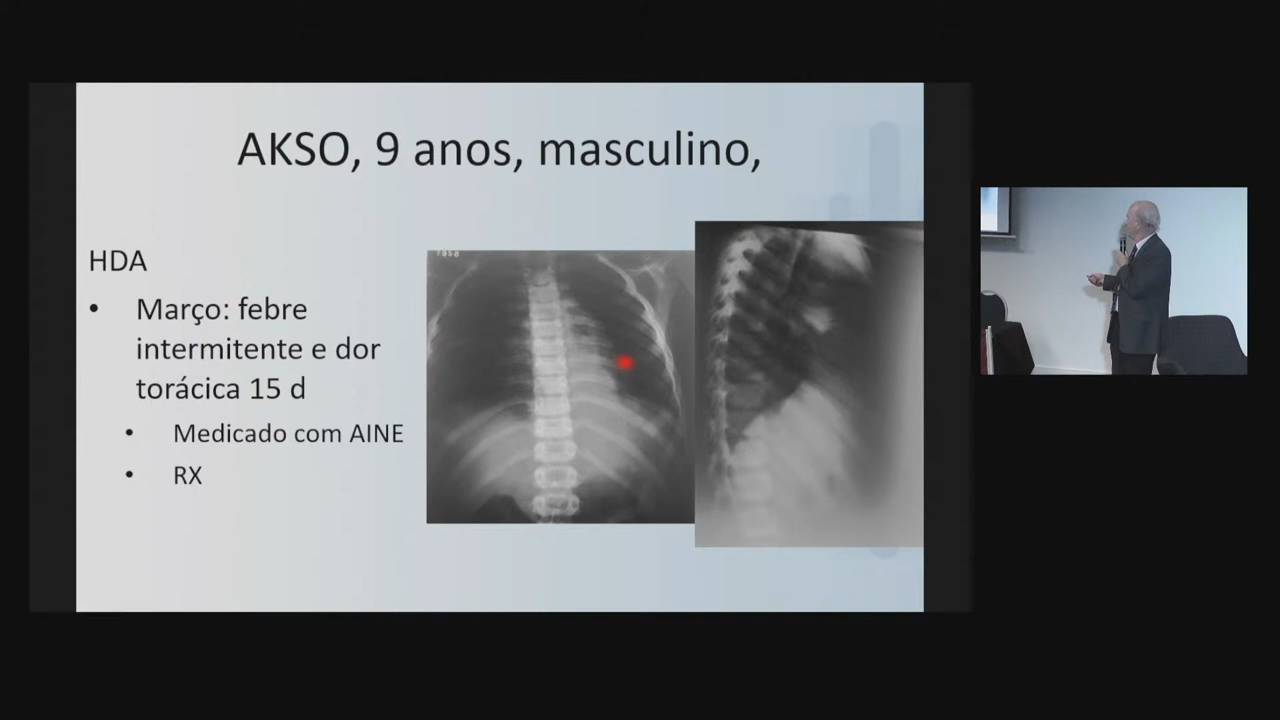 AKSO, 9 anos, masculino,
HDA
• Março: febre
intermitente e dor
torácica 15 d
• Medicado com AINE
• RX